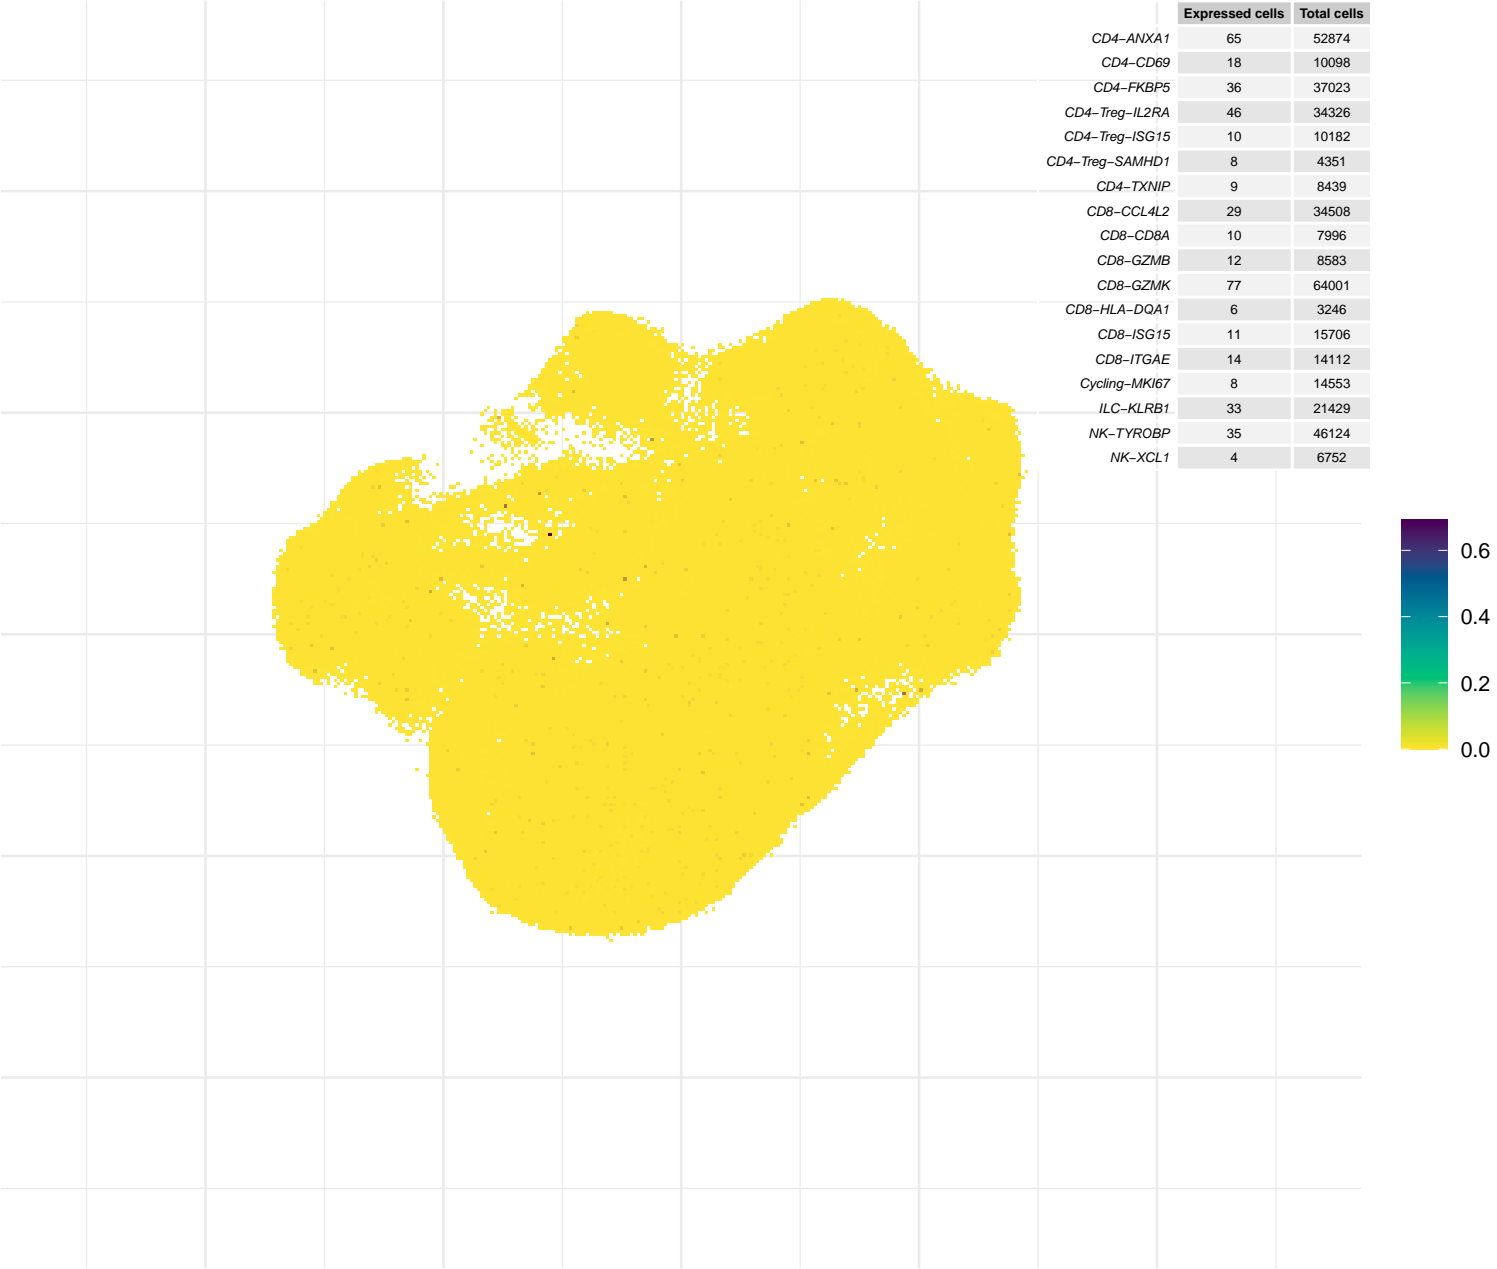 Expressed cells Total cells
CD4−ANXA1 65 52874
CD4−CD69 18 10098
CD4−FKBP5 36 37023
CD4−Treg−IL2RA 46 34326
CD4−Treg−ISG15 10 10182
CD4−Treg−SAMHD1 8 4351
CD4−TXNIP 9 8439
CD8−CCL4L2 29 34508
CD8−CD8A 10 7996
CD8−GZMB 12 8583
CD8−GZMK 77 64001
CD8−HLA−DQA1 6 3246
CD8−ISG15 11 15706
CD8−ITGAE 14 14112
Cycling−MKI67 8 14553
ILC−KLRB1 33 21429
NK−TYROBP 35 46124
NK−XCL1 4 6752
0.6
0.4
0.2
0.0